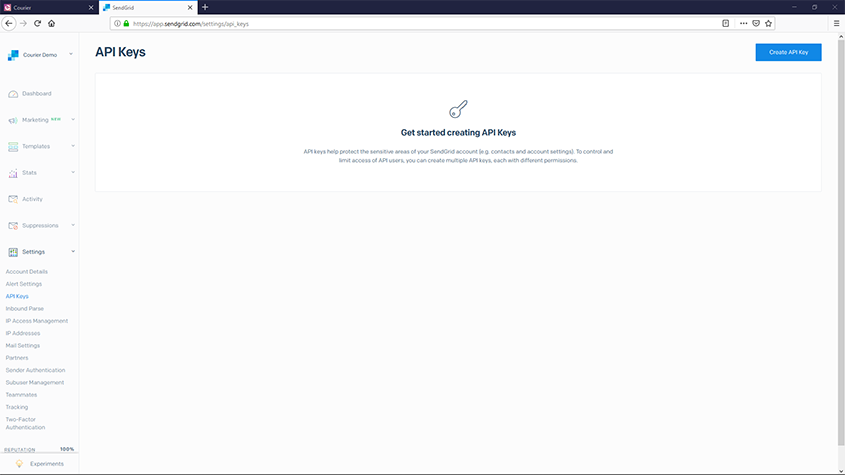 Courier
SendGrid
https://app.sendgrid.com/settings/api_keys
Courier Demo
API Keys
Create API Key
Dashboard
Marketing NEW
Templates
Stats
Activity
Suppressions
Settings
Account Details
Alert Settings
API Keys
Inbound Parse
IP Access Management
IP Addresses
Mail Settings
Partners
Sender Authentication
Subuser Management
Teammates
Tracking
Two-Factor
Authentication
REPUTATION 100%
Experiments
Get started creating API Keys
API keys help protect the sensitive areas of your SendGrid account (e.g. contacts and account settings). To control and
limit access of API users, you can create multiple API keys, each with different permissions.